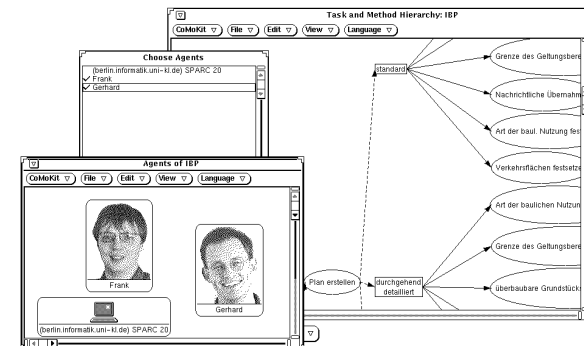 Task and Method Hierarchy: IBP
CoMoKit File Edit View Language
standard
Grenze des Geltungsbere
Nachrichtliche Übernahm
Art der baul. Nutzung fes
Verkehrsflächen festsetze
Art der baulichen Nutzun
Grenze des Geltungsbere
überbaubare Grundstücks
Plan erstellen
durchgehend
detailliert
Choose Agents
(berlin.informatik.uni-kl.de) SPARC 20
Frank
Gerhard
Agents of IBP
CoMoKit File Edit View Language
Frank
Gerhard
(berlin.informatik.uni-kl.de) SPARC 20